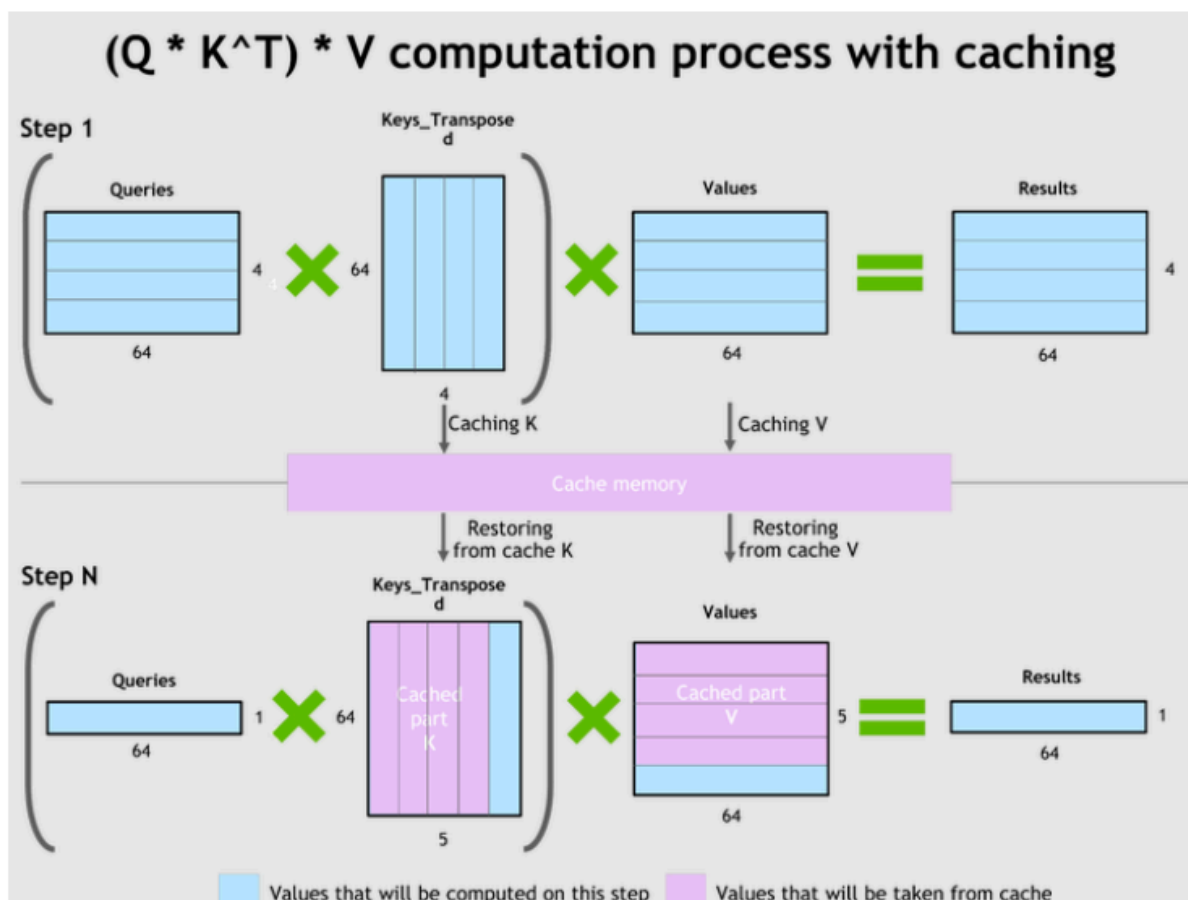 (Q * K^T) * V computation process with caching
Step 1
Keys_Transpose
d
Queries
Values
Results
4
4
64
4
64
64
64
4
Caching K
Caching V
Cache memory
Restoring
from cache K
Restoring
from cache V
Step N
Keys_Transpose
d
Values
Queries
Results
Cached
part
K
Cached part
V
1
64
5
1
64
64
64
5
Values that will be computed on this step
Values that will be taken from cache